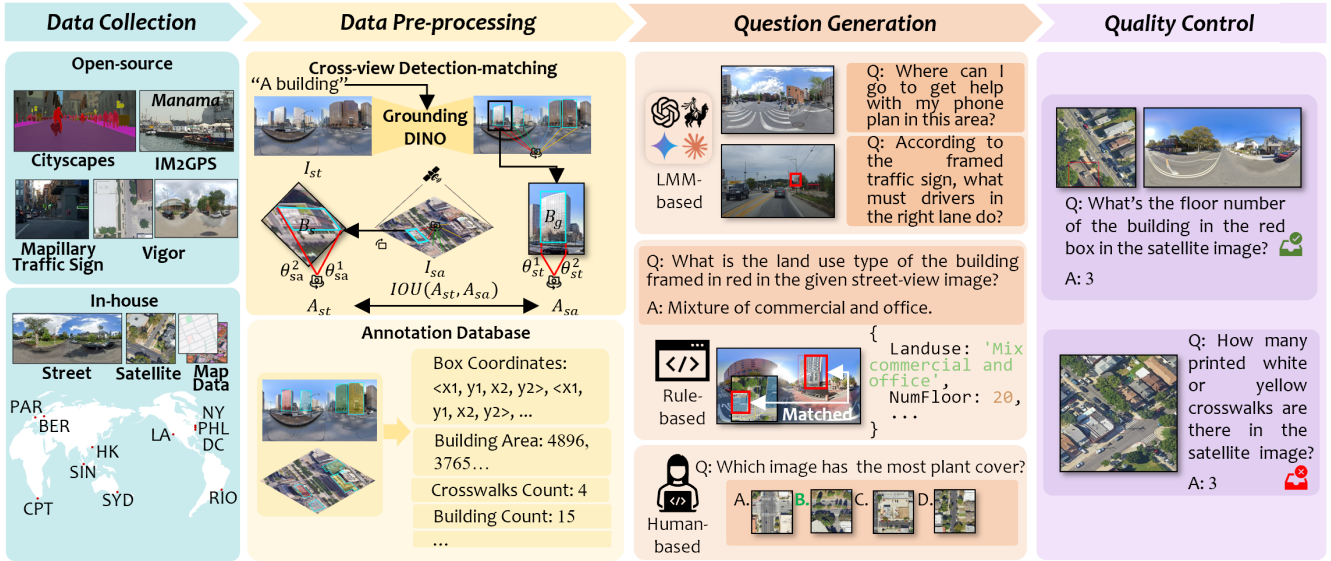 Data Collection
Data Pre-processing
Question Generation
Quality Control
Open-source
Manama
Cityscapes
IM2GPS
Mapillary
Traffic Sign
Vigor
In-house
Street
Satellite
Map
Data
PAR
BER
HK
SIN
SYD
CPT
LA
NY
PHL
DC
RIO
Cross-view Detection-matching
“A building”
Grounding
DINO
I_st
B_s
B_g
θ_sa^2
θ_sa^1
I_sa
θ_st^1
θ_st^2
IOU(A_st, A_sa)
A_st
A_sa
Annotation Database
Box Coordinates:
<x1, y1, x2, y2>, <x1,
y1, x2, y2>, ...
Building Area: 4896,
3765...
Crosswalks Count: 4
Building Count: 15
...
LMM-
based
Q: Where can I
go to get help
with my phone
plan in this area?
Q: According to
the framed
traffic sign, what
must drivers in
the right lane do?
Q: What is the land use type of the building
framed in red in the given street-view image?
A: Mixture of commercial and office.
Rule-
based
Matched
{
Landuse: 'Mix
commercial and
office',
NumFloor: 20,
...
}
Human-
based
Q: Which image has the most plant cover?
A.
B.
C.
D.
Q: What’s the floor number
of the building in the red
box in the satellite image?
A: 3
Q: How many
printed white
or yellow
crosswalks are
there in the
satellite image?
A: 3